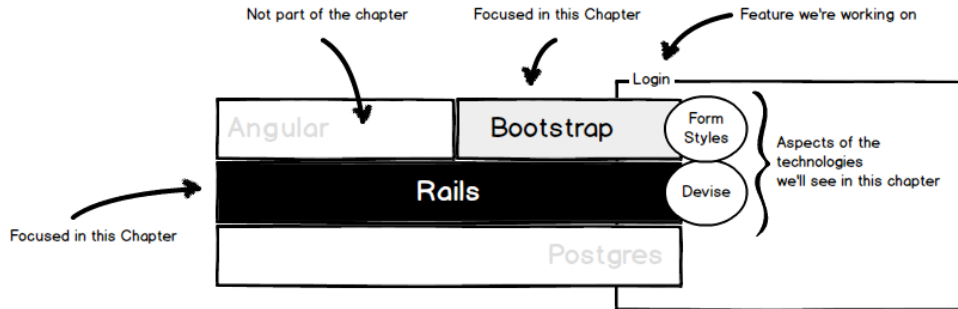 Not part of the chapter
Focused in this Chapter
Feature we're working on
Login
Angular
Bootstrap
Form
Styles
Aspects of the
technologies
we'll see in this chapter
Rails
Devise
Focused in this Chapter
Postgres